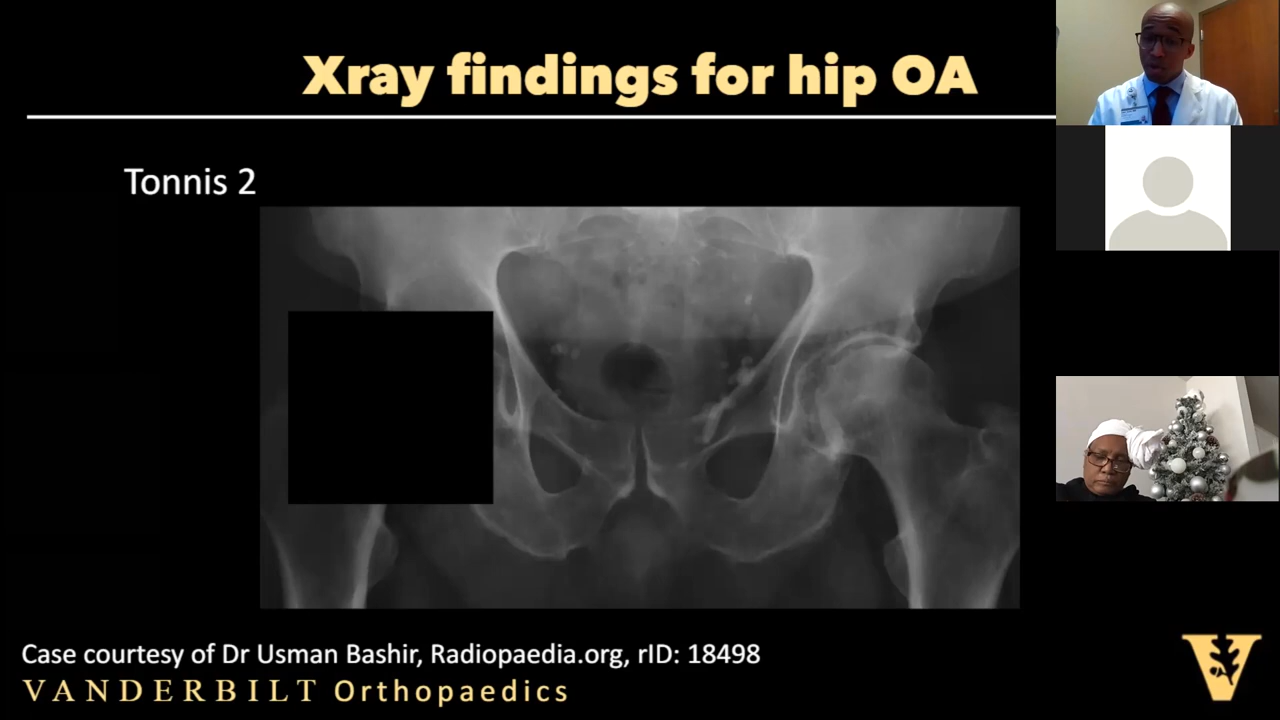 Xray findings for hip OA
Tonnis 2
Case courtesy of Dr Usman Bashir, Radiopaedia.org, rID: 18498
VANDERBILT Orthopaedics
V